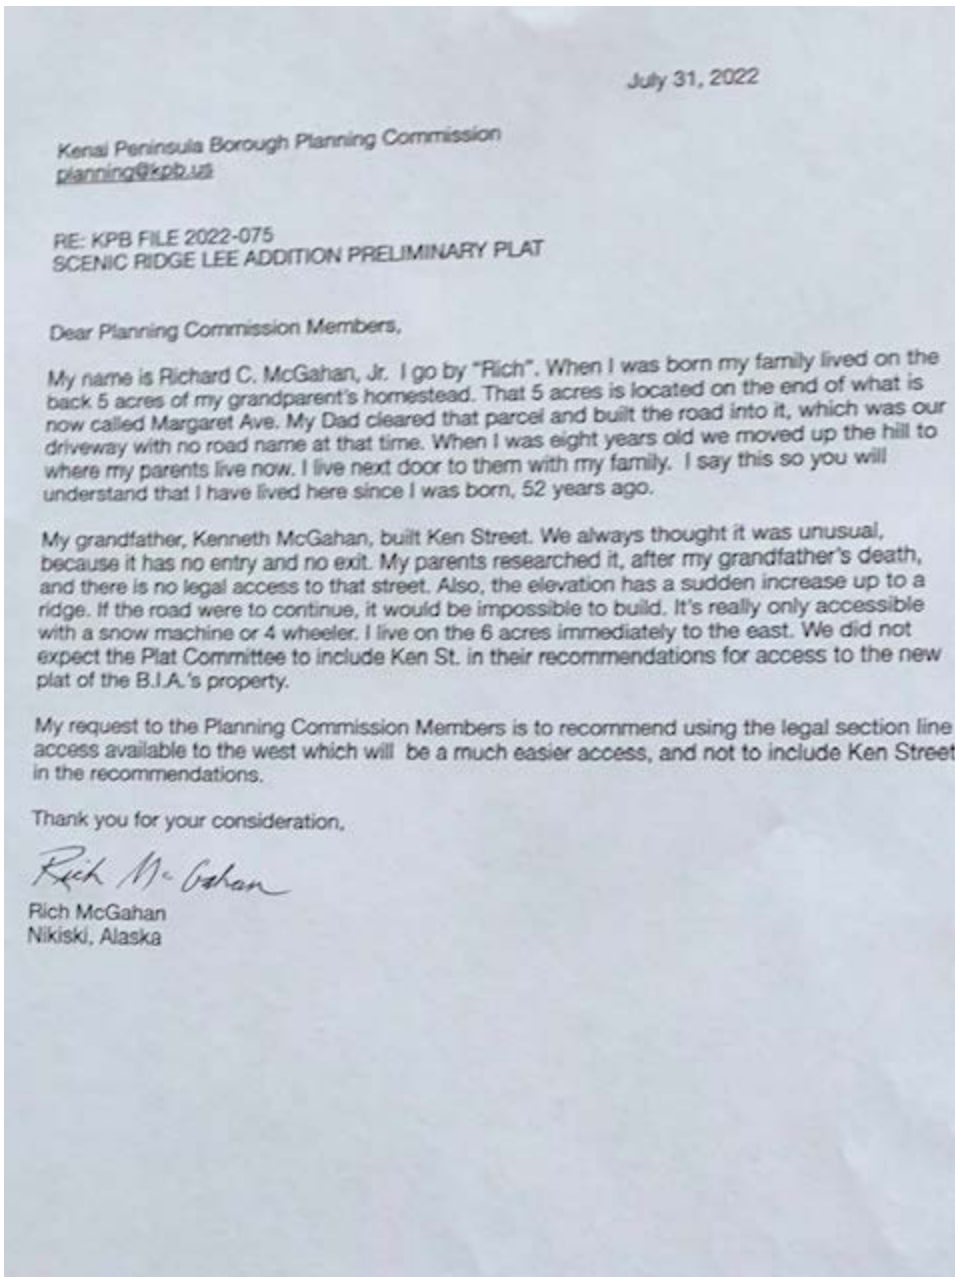 July 31, 2022
Kenai Peninsula Borough Planning Commission
planning@kpb.us
RE: KPB FILE 2022-075
SCENIC RIDGE LEE ADDITION PRELIMINARY PLAT
Dear Planning Commission Members,
My name is Richard C. McGahan, Jr.  I go by "Rich". When I was born my family lived on the
back 5 acres of my grandparent's homestead. That 5 acres is located on the end of what is
now called Margaret Ave. My Dad cleared that parcel and built the road into it, which was our
driveway with no road name at that time. When I was eight years old we moved up the hill to
where my parents live now. I live next door to them with my family.  I say this so you will
understand that I have lived here since I was born, 52 years ago.
My grandfather, Kenneth McGahan, built Ken Street. We always thought it was unusual,
because it has no entry and no exit. My parents researched it, after my grandfather's death,
and there is no legal access to that street. Also, the elevation has a sudden increase up to a
ridge. If the road were to continue, it would be impossible to build. It's really only accessible
with a snow machine or 4 wheeler. I live on the 6 acres immediately to the east. We did not
expect the Plat Committee to include Ken St. in their recommendations for access to the new
plat of the B.I.A.'s property.
My request to the Planning Commission Members is to recommend using the legal section line
access available to the west which will  be a much easier access, and not to include Ken Street
in the recommendations.
Thank you for your consideration,
Rich McGahan
Rich McGahan
Nikiski, Alaska